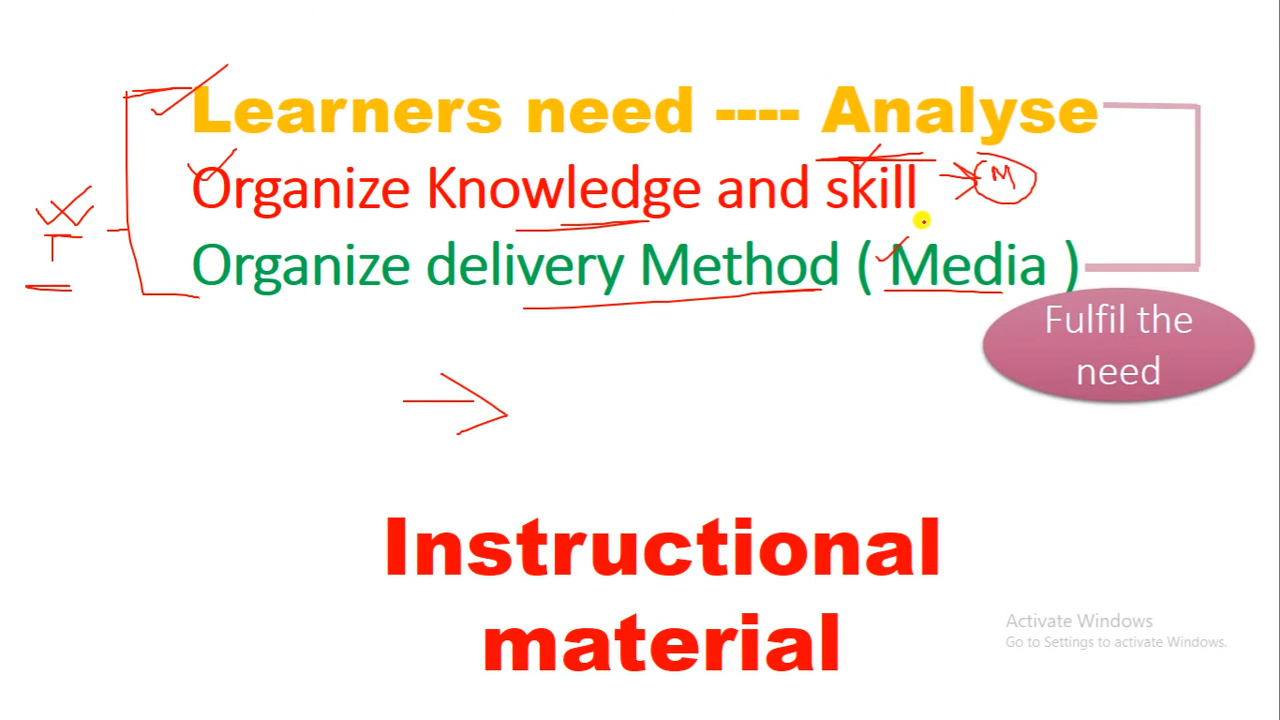 Learners need ---- Analyse
Organize Knowledge and skill
M
Organize delivery Method ( Media )
Fulfil the
need
Instructional
material
Activate Windows
Go to Settings to activate Windows.